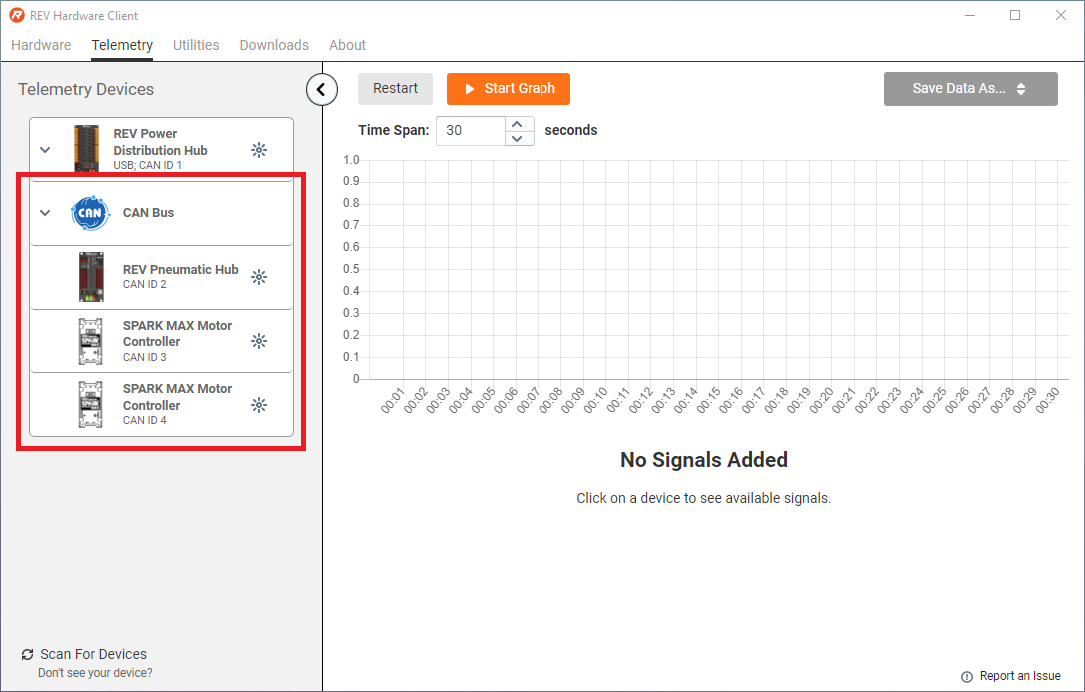 REV Hardware Client
Hardware Telemetry Utilities Downloads About
Telemetry Devices
REV Power
Distribution Hub
USB; CAN ID 1
CAN
CAN Bus
REV Pneumatic Hub
CAN ID 2
SPARK MAX Motor
Controller
CAN ID 3
SPARK MAX Motor
Controller
CAN ID 4
Scan For Devices
Don't see your device?
Restart Start Graph Save Data As...
Time Span: 30 seconds
1.0
0.9
0.8
0.7
0.6
0.5
0.4
0.3
0.2
0.1
0
00:01 00:02 00:03 00:04 00:05 00:06 00:07 00:08 00:09 00:10 00:11 00:12 00:13 00:14 00:15 00:16 00:17 00:18 00:19 00:20 00:21 00:22 00:23 00:24 00:25 00:26 00:27 00:28 00:29 00:30
No Signals Added
Click on a device to see available signals.
Report an Issue